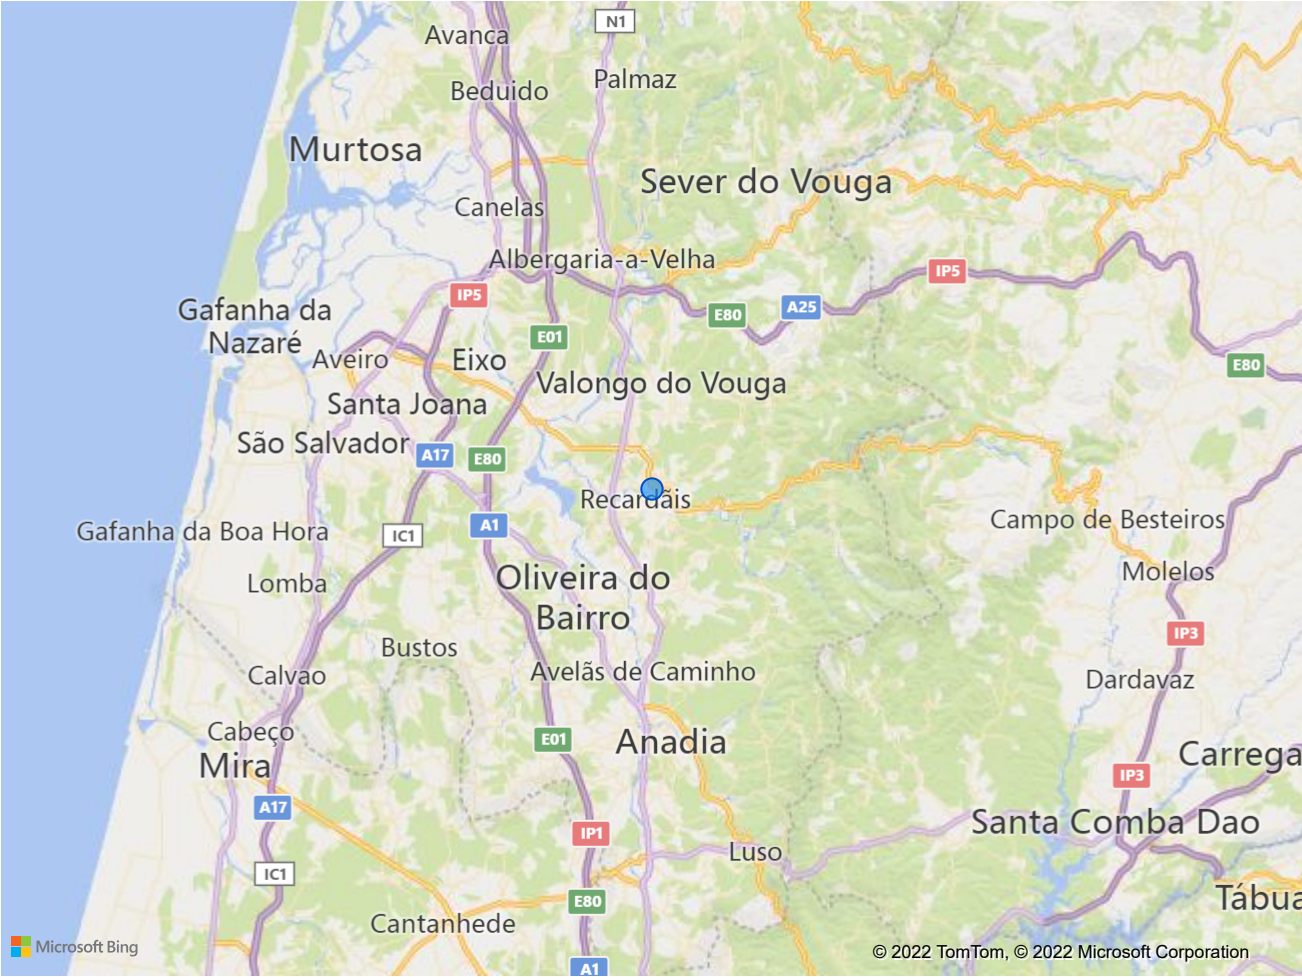 Avanca
N1
Palmaz
Beduido
Murtosa
Sever do Vouga
Canelas
Albergaria-a-Velha
IP5
IP5
Gafanha da
Nazaré
E80
A25
E01
Aveiro
Eixo
E80
Valongo do Vouga
Santa Joana
São Salvador
A17
E80
Recardãis
Gafanha da Boa Hora
IC1
A1
Campo de Besteiros
Lomba
Oliveira do
Bairro
Molelos
IP3
Bustos
Calvao
Avelãs de Caminho
Dardavaz
Cabeço
Mira
E01
Anadia
Carrega
IP3
A17
Santa Comba Dao
IP1
Luso
IC1
E80
Tábua
Cantanhede
Microsoft Bing
© 2022 TomTom, © 2022 Microsoft Corporation
A1